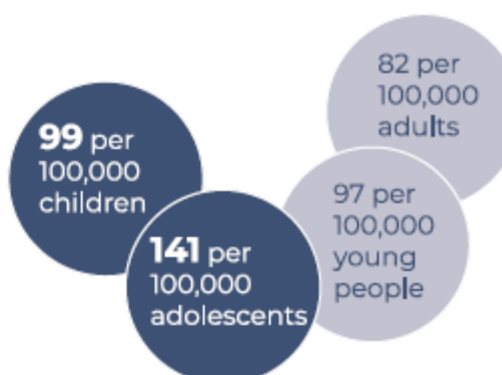 99 per
100,000
children
141 per
100,000
adolescents
82 per
100,000
adults
97 per
100,000
young
people